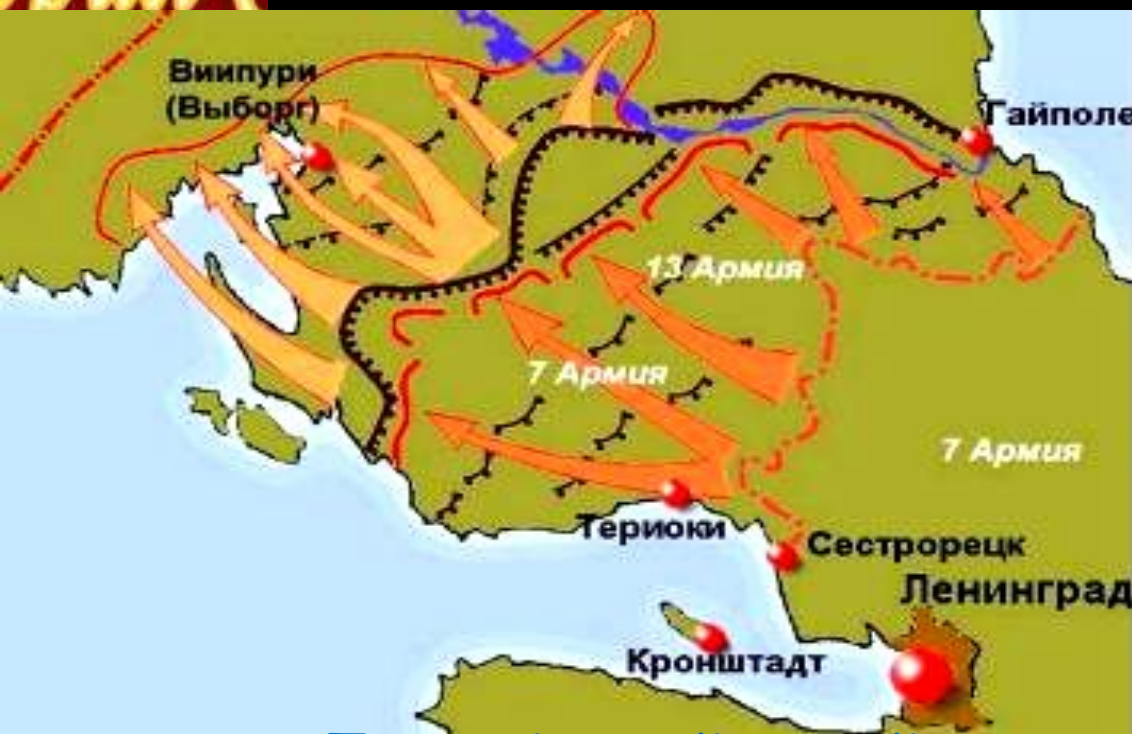 Виипури
(Выборг)
Гайполе
13 Армия
7 Армия
7 Армия
Териоки
Сестрорецк
Ленинград
Кронштадт